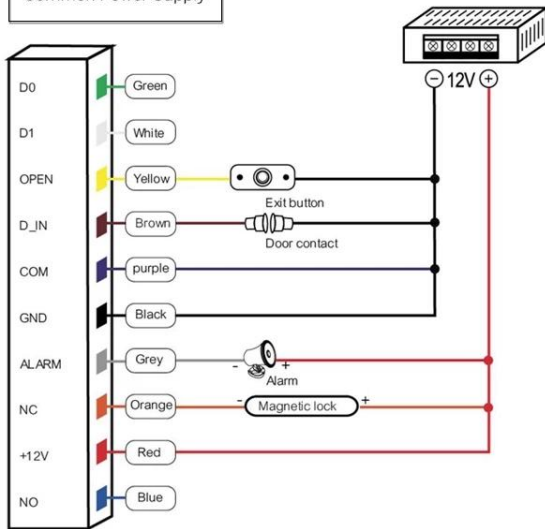 Common Power Supply
− 12V +
D0 Green
D1 White
OPEN Yellow
Exit button
D_IN Brown
Door contact
COM purple
GND Black
ALARM Grey - +
Alarm
NC Orange - Magnetic lock +
+12V Red
NO Blue